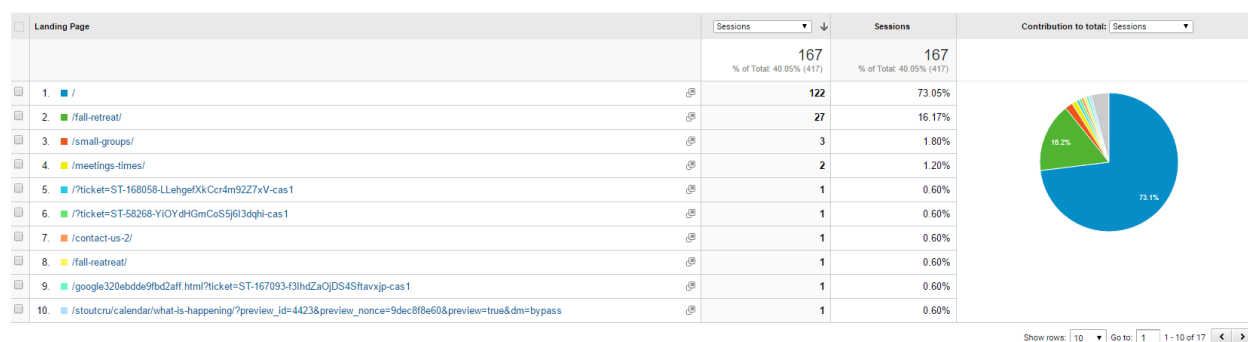 Landing Page Sessions Sessions Contribution to total: Sessions
167 167
% of Total: 40.05% (417) % of Total: 40.05% (417)
1. / 122 73.05%
2. /fall-retreat/ 27 16.17%
3. /small-groups/ 3 1.80%
4. /meetings-times/ 2 1.20%
5. /?ticket=ST-168058-LLehgefXkCcr4m92Z7xV-cas1 1 0.60%
6. /?ticket=ST-58268-YiOYdHGmCoS5j6I3dqhi-cas1 1 0.60%
7. /contact-us-2/ 1 0.60%
8. /fall-reatreat/ 1 0.60%
9. /google320ebdde9fbd2aff.html?ticket=ST-167093-f3IhdZaOjDS4Sftavxjp-cas1 1 0.60%
10. /stoutcru/calendar/what-is-happening/?preview_id=4423&preview_nonce=9dec8f8e60&preview=true&dm=bypass 1 0.60%
16.2%
73.1%
Show rows: 10 Go to: 1 1 - 10 of 17